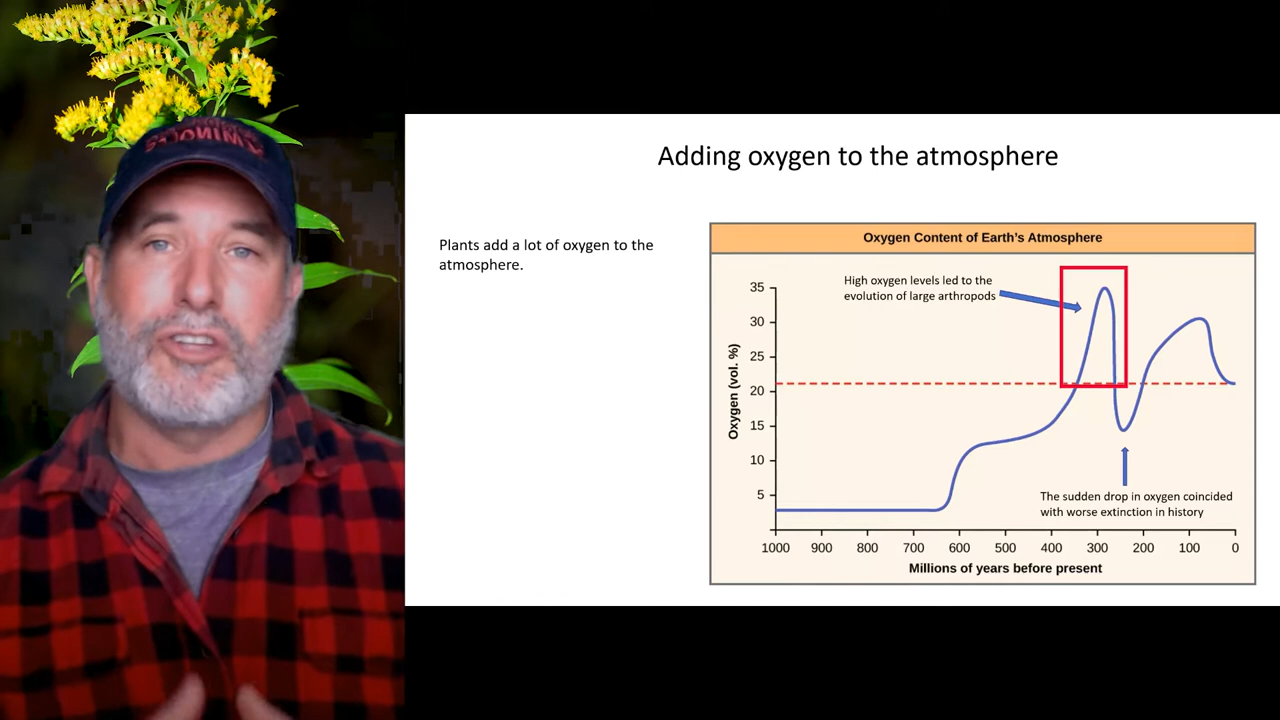 Adding oxygen to the atmosphere
Plants add a lot of oxygen to the
atmosphere.
Oxygen Content of Earth's Atmosphere
High oxygen levels led to the
evolution of large arthropods
35
30
25
20
15
10
5
Oxygen (vol. %)
The sudden drop in oxygen coincided
with worse extinction in history
1000 900 800 700 600 500 400 300 200 100 0
Millions of years before present